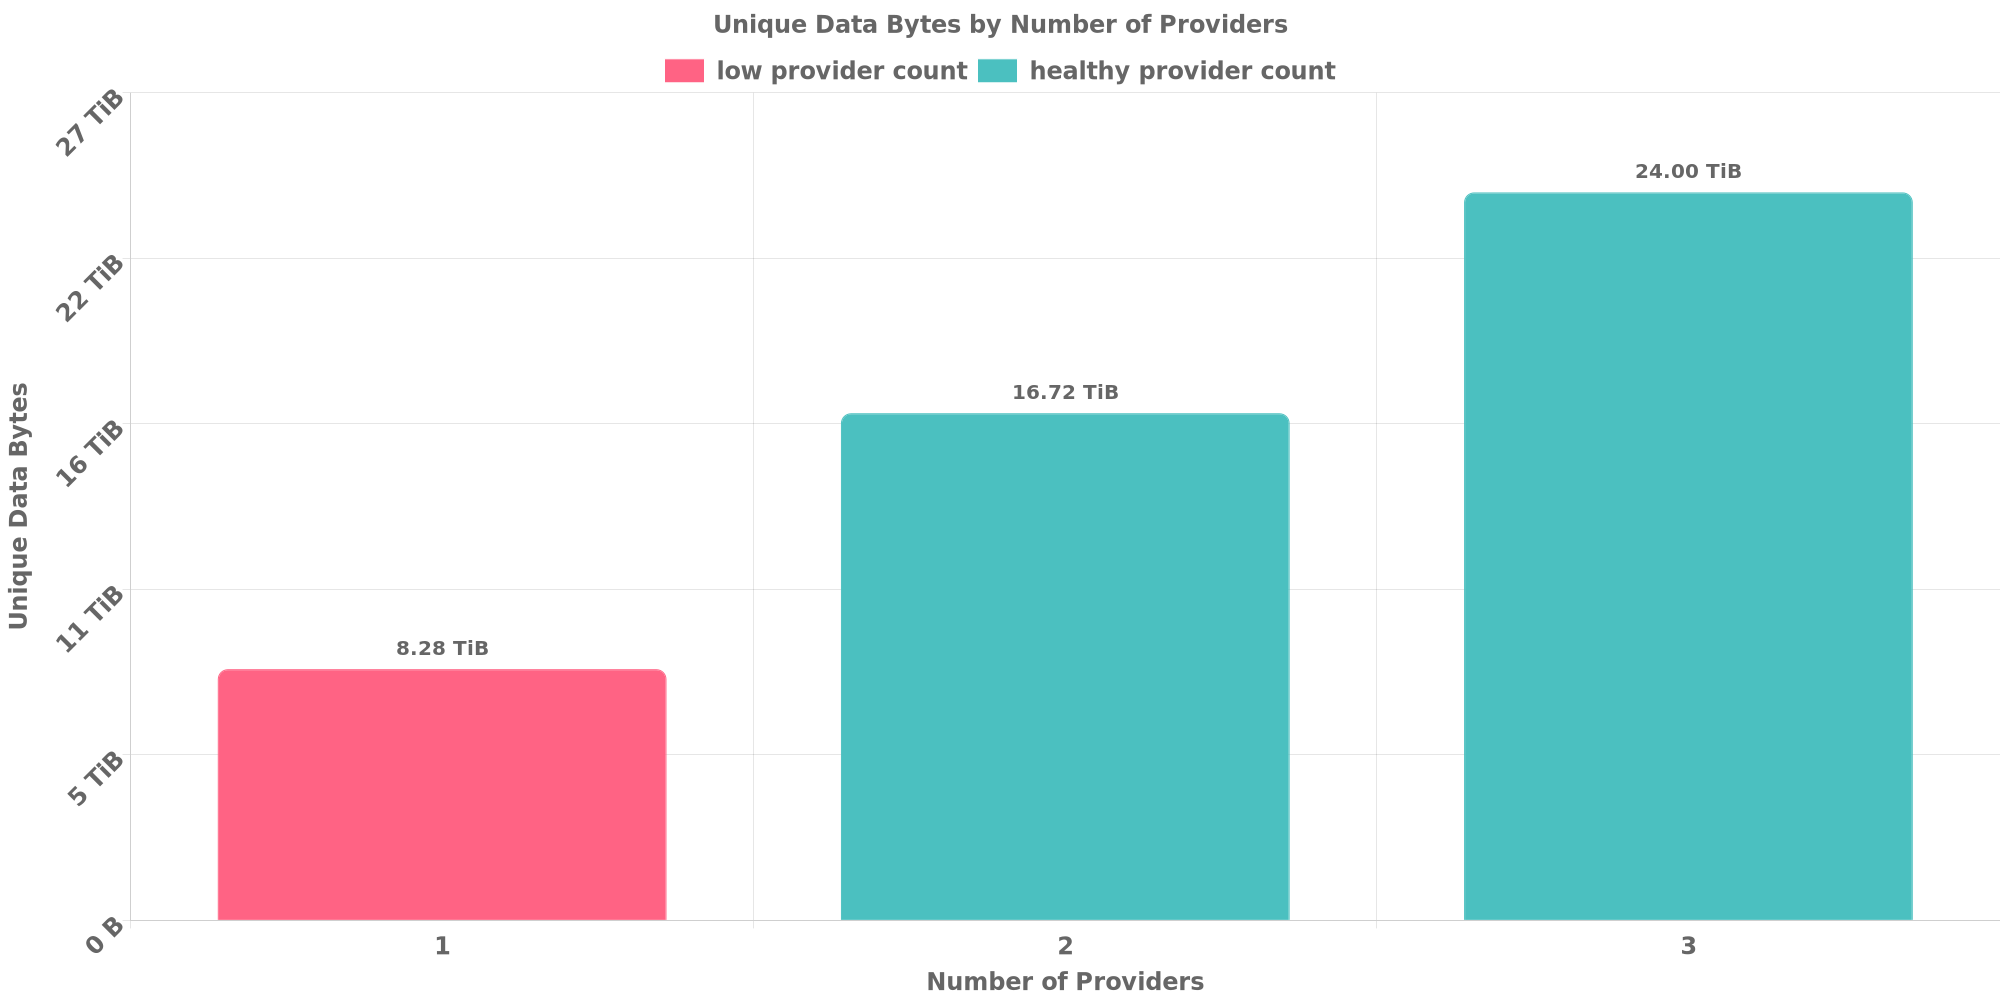 Unique Data Bytes by Number of Providers
low provider count healthy provider count
27 TiB
22 TiB
16 TiB
11 TiB
5 TiB
0 B
Unique Data Bytes
8.28 TiB
16.72 TiB
24.00 TiB
1 2 3
Number of Providers